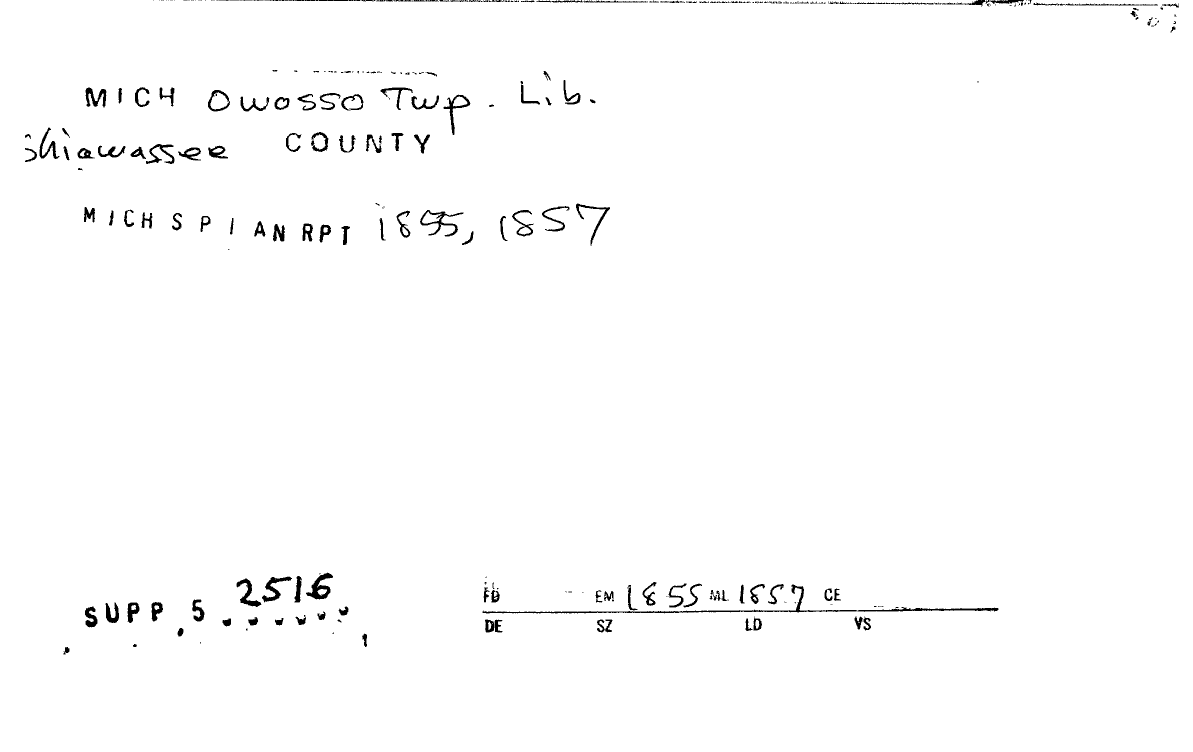 MICH Owosso Twp. Lib.
Shiawassee COUNTY
MICH S P I AN RPT 1855, 1857
SUPP.5 2516
FD EM 1855 ML 1857 CE
DE SZ LD VS